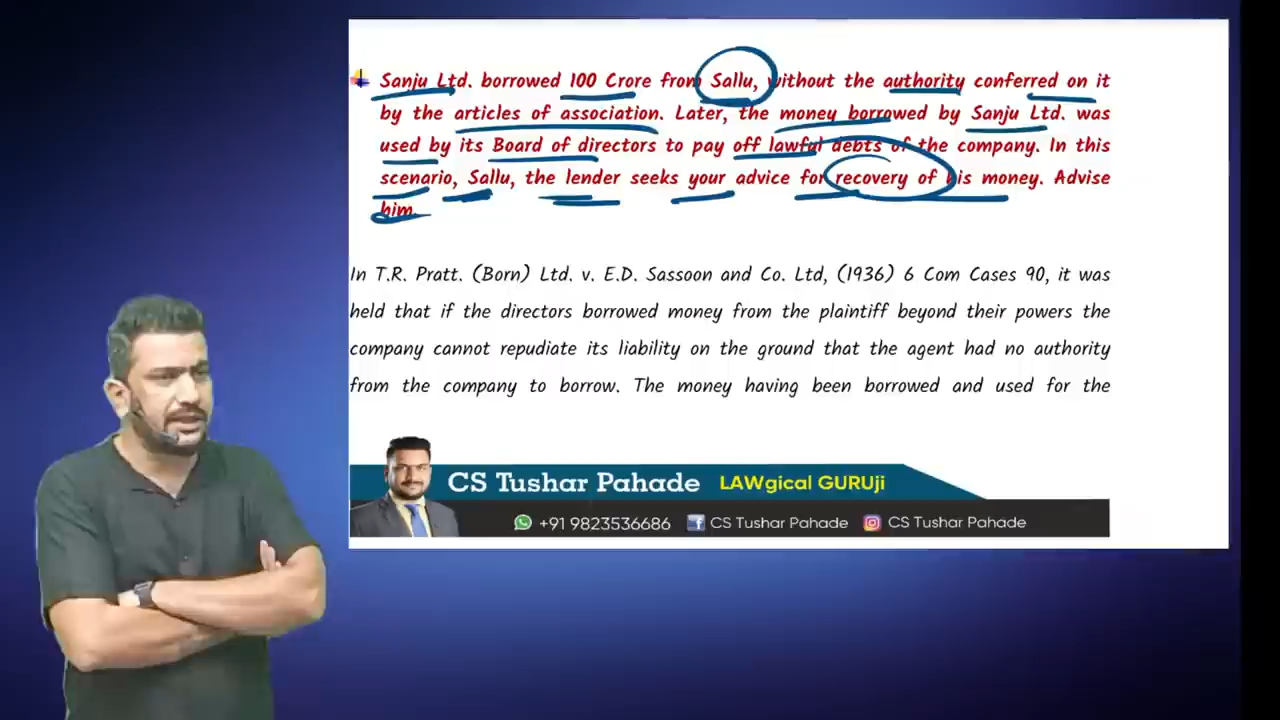 Sanju Ltd. borrowed 100 Crore from Sallu, without the authority conferred on it
by the articles of association. Later, the money borrowed by Sanju Ltd. was
used by its Board of directors to pay off lawful debts of the company. In this
scenario, Sallu, the lender seeks your advice for recovery of his money. Advise
him.
In T.R. Pratt. (Born) Ltd. v. E.D. Sassoon and Co. Ltd, (1936) 6 Com Cases 90, it was
held that if the directors borrowed money from the plaintiff beyond their powers the
company cannot repudiate its liability on the ground that the agent had no authority
from the company to borrow. The money having been borrowed and used for the
CS Tushar Pahade LAWgical GURUji
+91 9823536686 CS Tushar Pahade CS Tushar Pahade